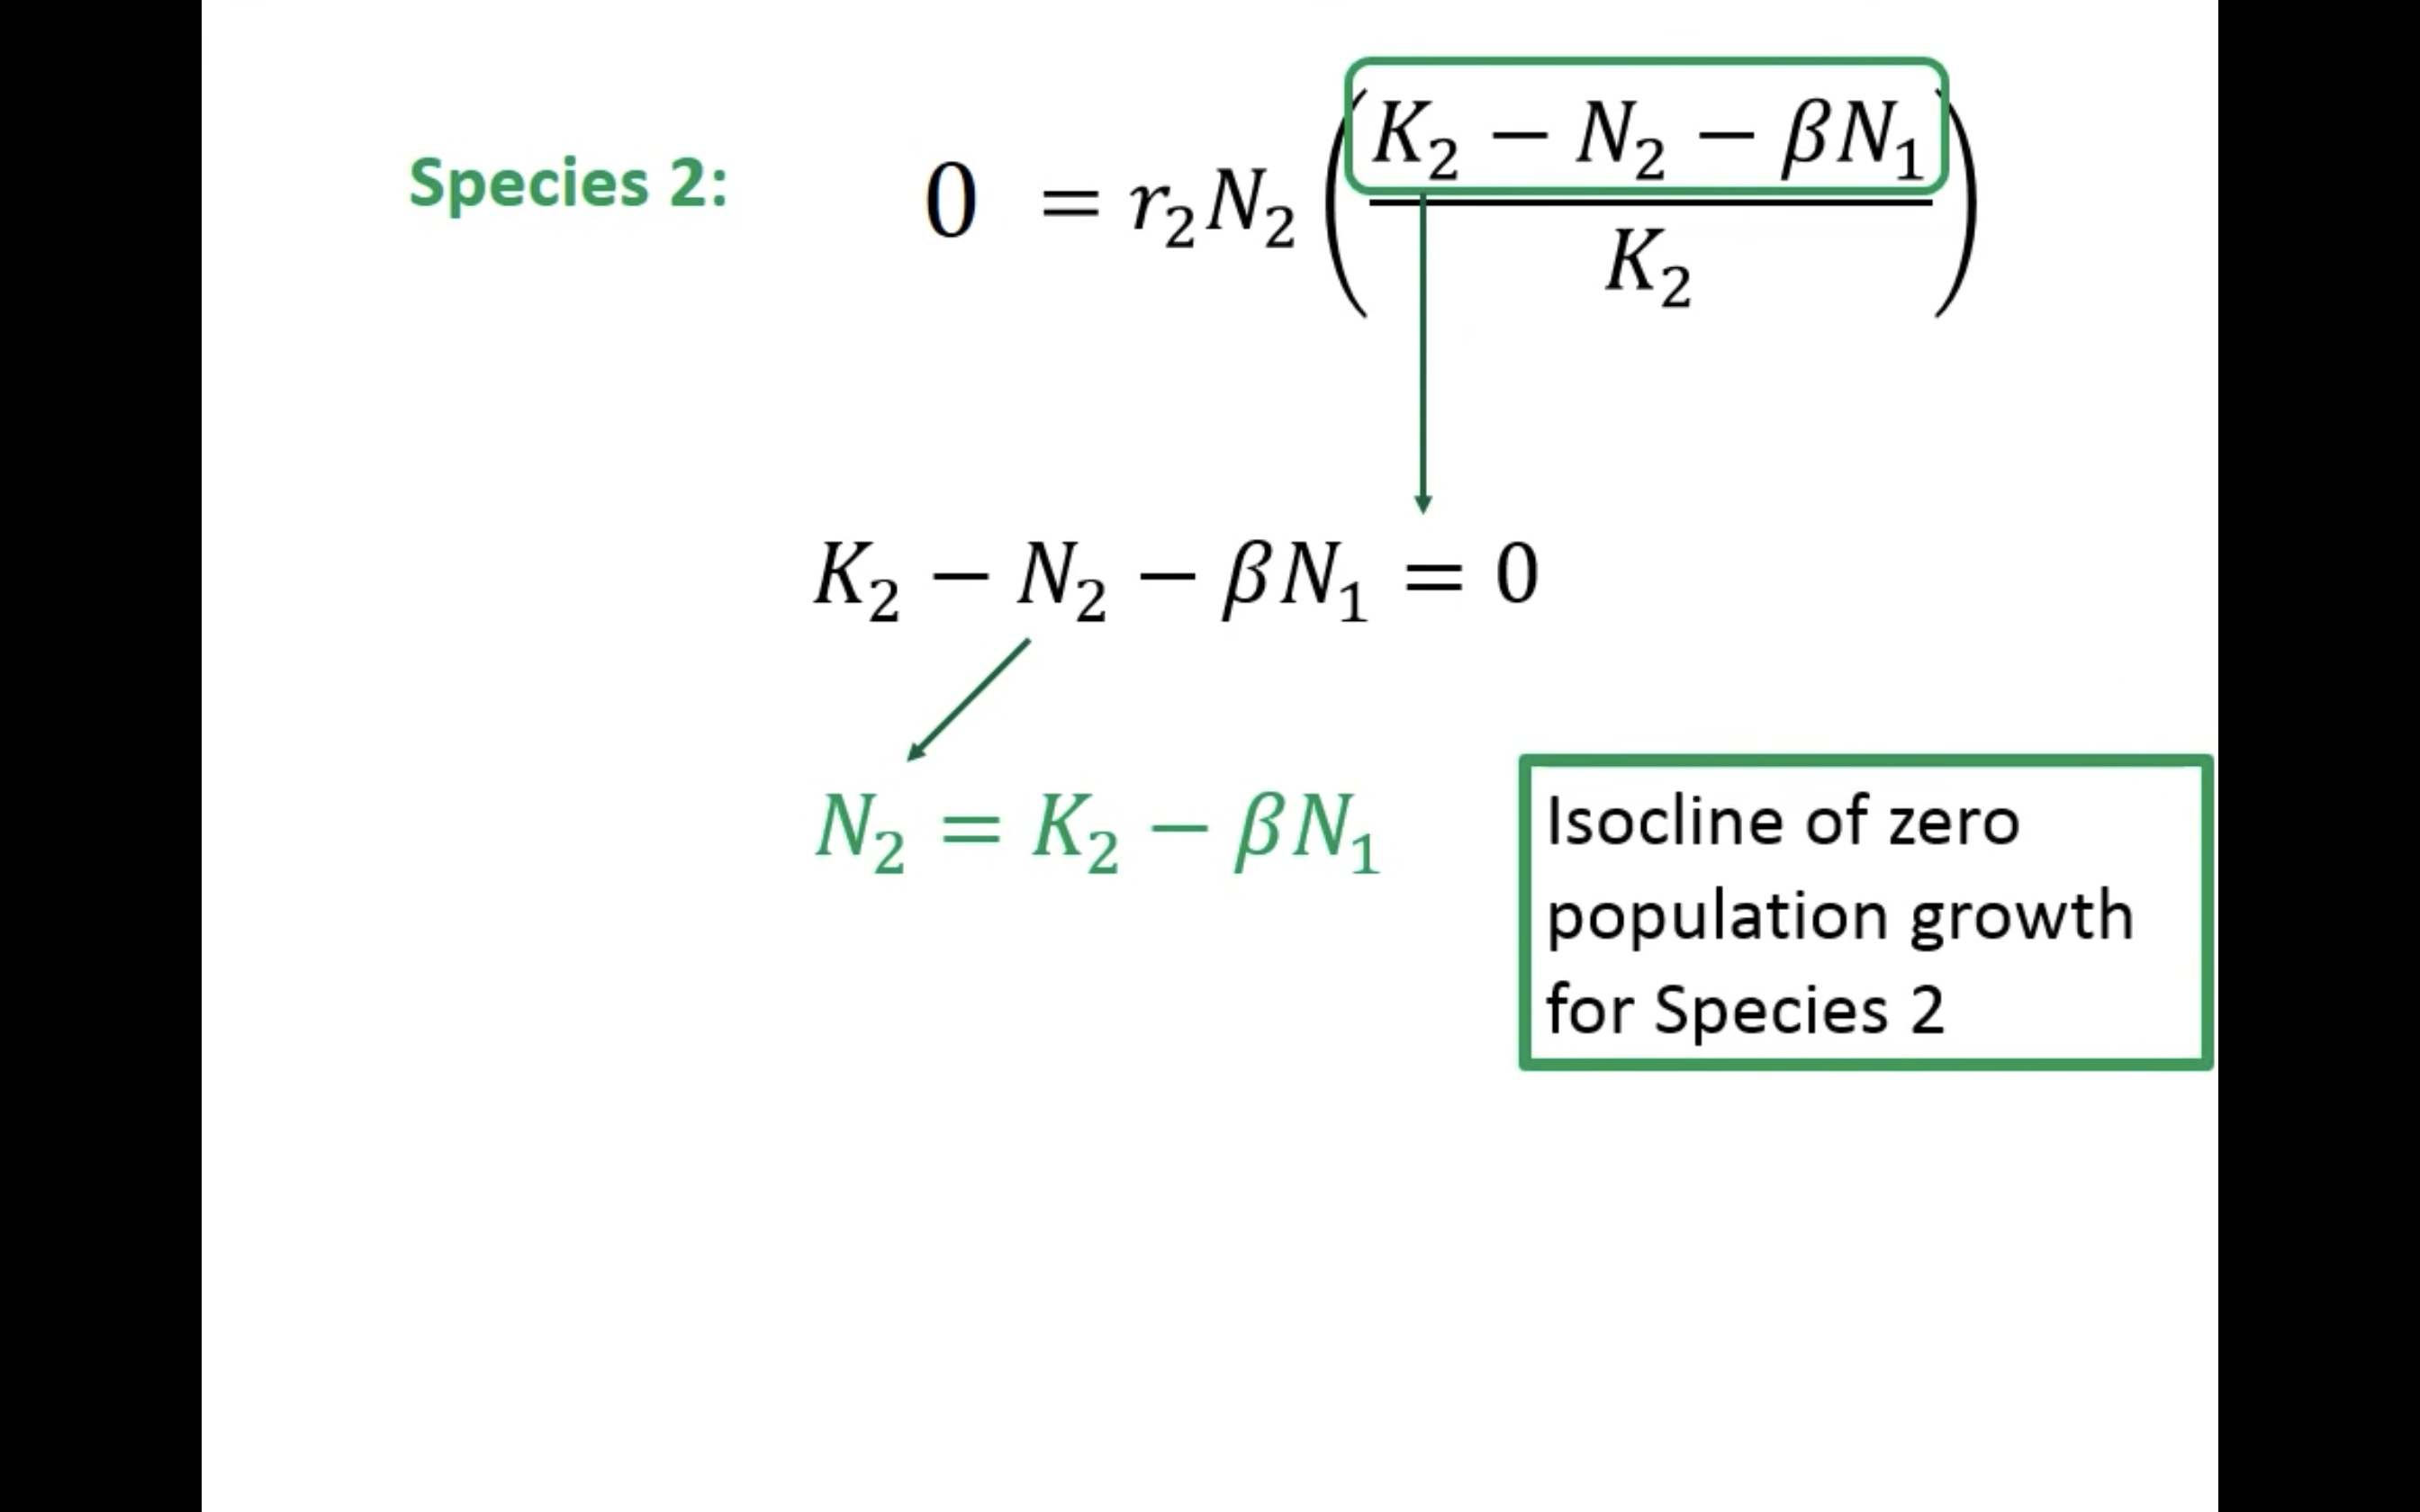 Species 2: 0 = r₂N₂ ((K₂ − N₂ − βN₁) / K₂)
K₂ − N₂ − βN₁ = 0
N₂ = K₂ − βN₁
Isocline of zero
population growth
for Species 2